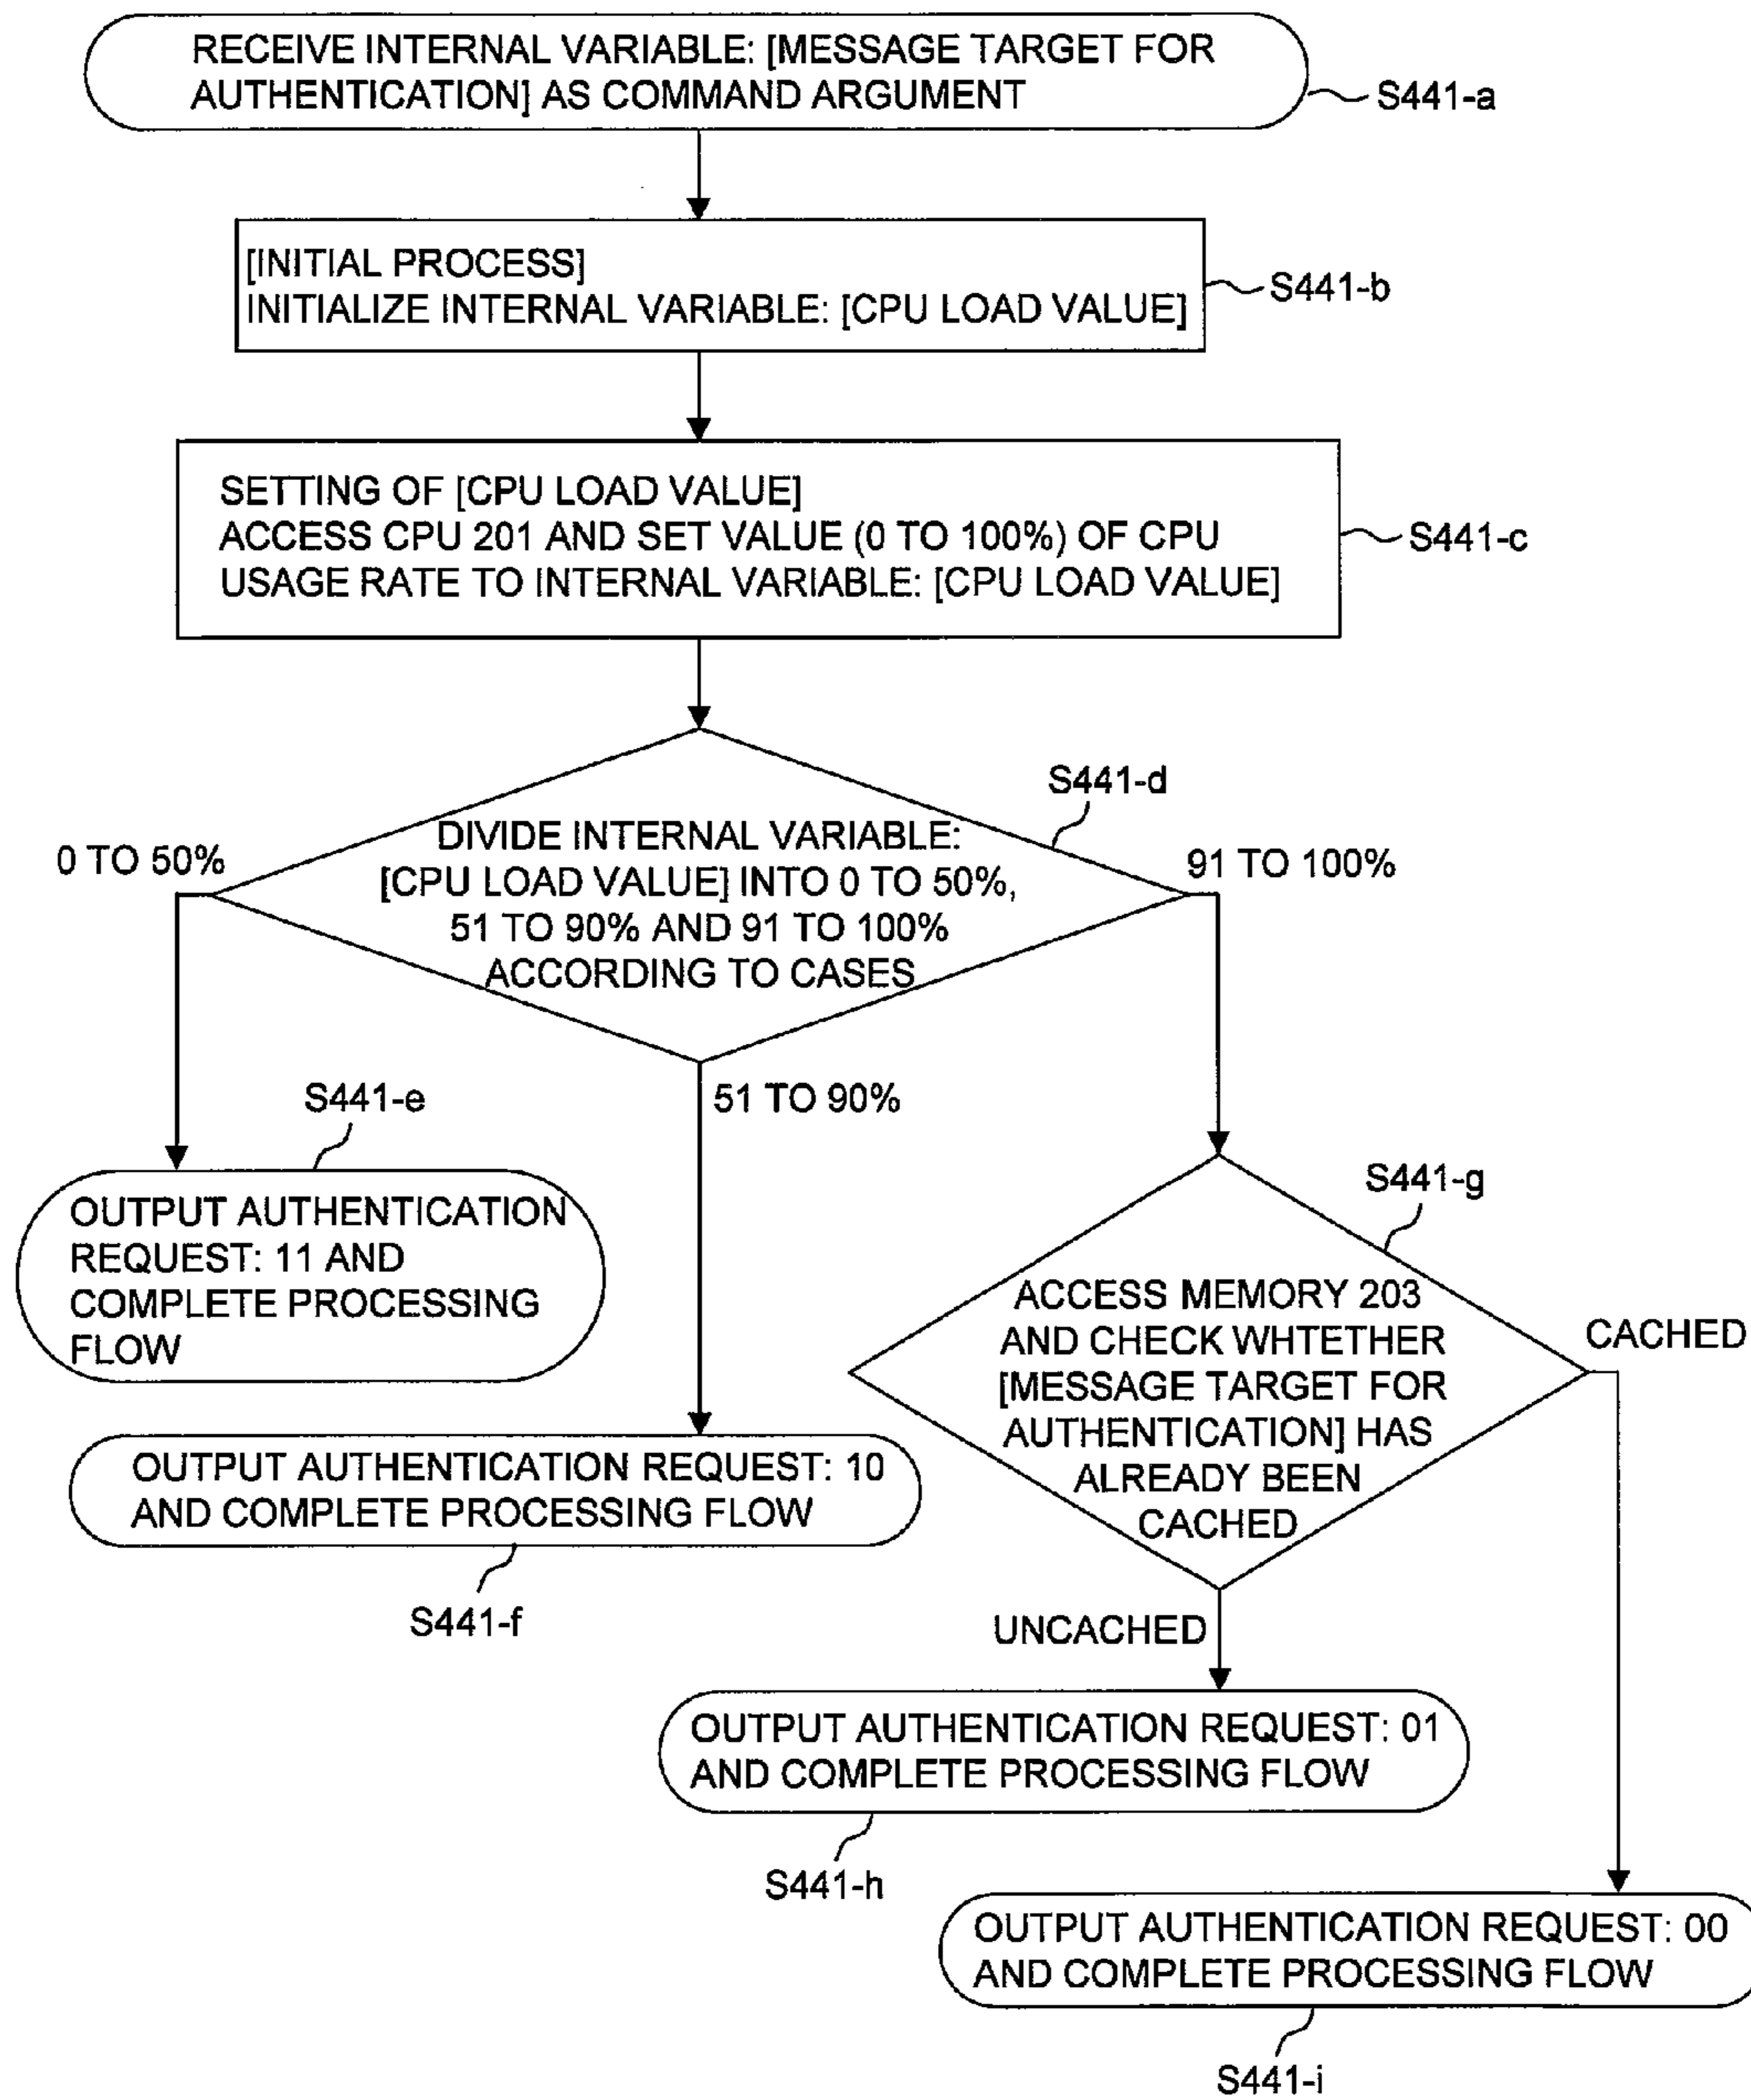 RECEIVE INTERNAL VARIABLE: [MESSAGE TARGET FOR
AUTHENTICATION] AS COMMAND ARGUMENT
S441-a
[INITIAL PROCESS]
INITIALIZE INTERNAL VARIABLE: [CPU LOAD VALUE]
S441-b
SETTING OF [CPU LOAD VALUE]
ACCESS CPU 201 AND SET VALUE (0 TO 100%) OF CPU
USAGE RATE TO INTERNAL VARIABLE: [CPU LOAD VALUE]
S441-c
S441-d
DIVIDE INTERNAL VARIABLE:
[CPU LOAD VALUE] INTO 0 TO 50%,
51 TO 90% AND 91 TO 100%
ACCORDING TO CASES
0 TO 50%
91 TO 100%
51 TO 90%
S441-e
OUTPUT AUTHENTICATION
REQUEST: 11 AND
COMPLETE PROCESSING
FLOW
OUTPUT AUTHENTICATION REQUEST: 10
AND COMPLETE PROCESSING FLOW
S441-f
S441-g
ACCESS MEMORY 203
AND CHECK WHTETHER
[MESSAGE TARGET FOR
AUTHENTICATION] HAS
ALREADY BEEN
CACHED
CACHED
UNCACHED
OUTPUT AUTHENTICATION REQUEST: 01
AND COMPLETE PROCESSING FLOW
S441-h
OUTPUT AUTHENTICATION REQUEST: 00
AND COMPLETE PROCESSING FLOW
S441-i